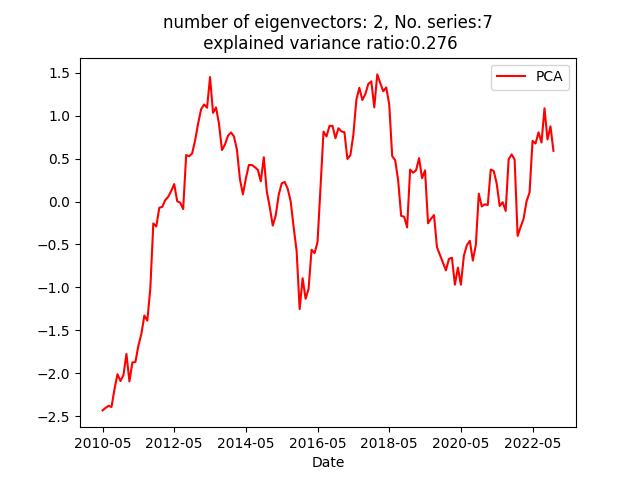 number of eigenvectors: 2, No. series:7
explained variance ratio:0.276
PCA
1.5
1.0
0.5
0.0
−0.5
−1.0
−1.5
−2.0
−2.5
2010-05 2012-05 2014-05 2016-05 2018-05 2020-05 2022-05
Date